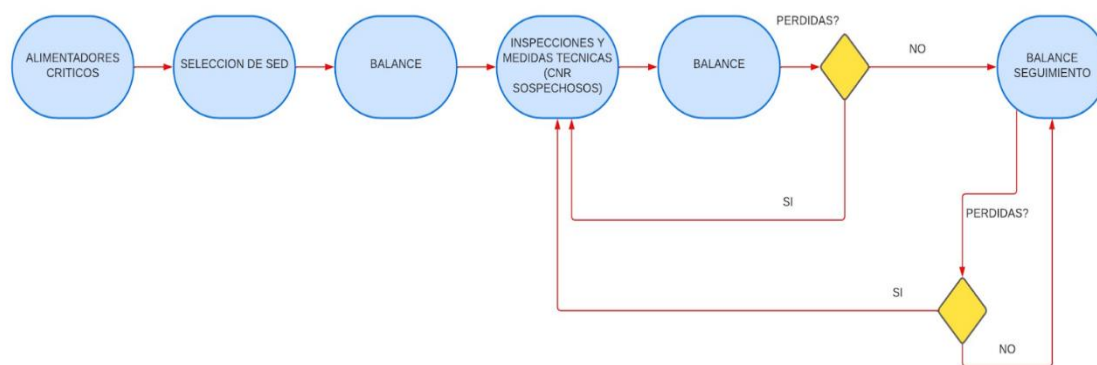 ALIMENTADORES
CRITICOS
SELECCION DE SED
BALANCE
INSPECCIONES Y
MEDIDAS TECNICAS
(CNR
SOSPECHOSOS)
BALANCE
PERDIDAS?
NO
BALANCE
SEGUIMIENTO
SI
PERDIDAS?
SI
NO